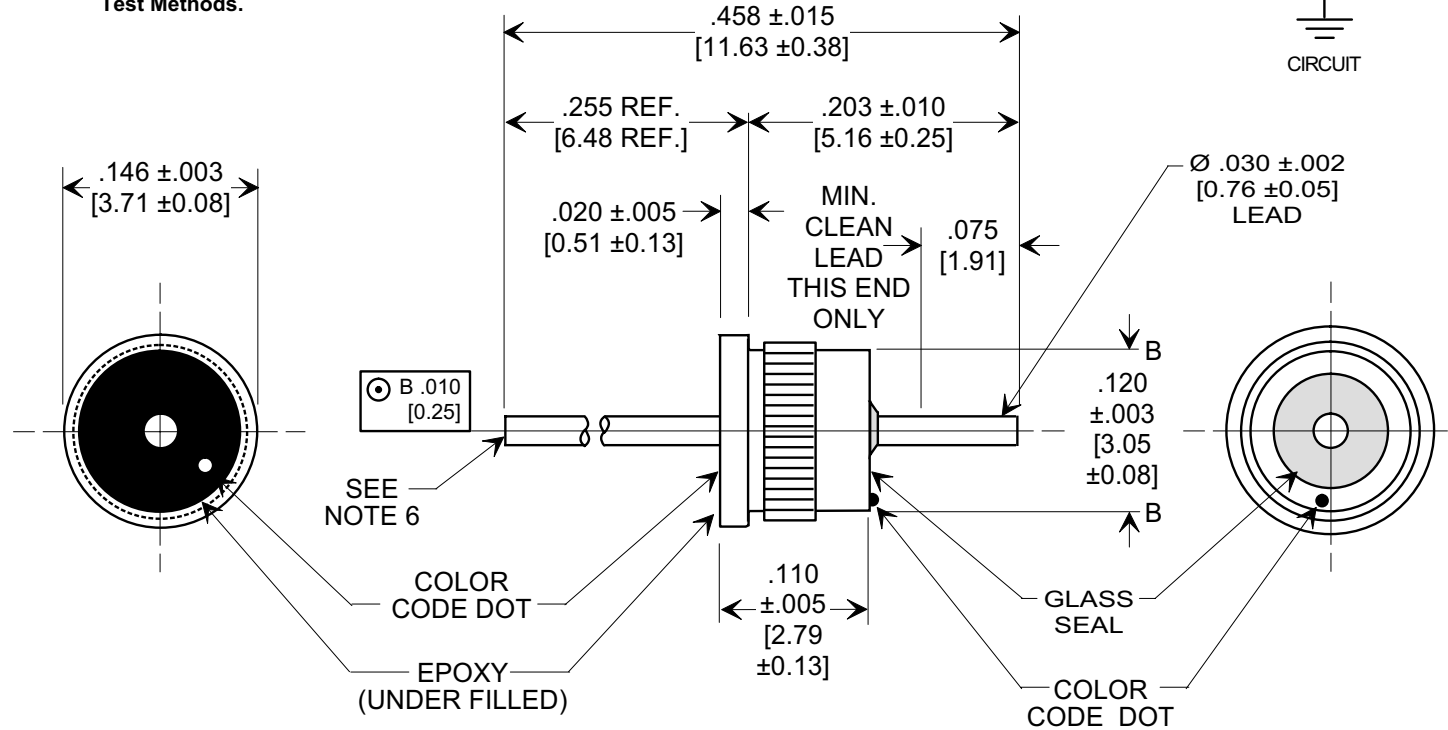 Test Methods.
.458 ±.015
[11.63 ±0.38]
CIRCUIT
.255 REF.
[6.48 REF.]
.203 ±.010
[5.16 ±0.25]
.146 ±.003
[3.71 ±0.08]
Ø .030 ±.002
[0.76 ±0.05]
LEAD
.020 ±.005
[0.51 ±0.13]
MIN.
CLEAN
LEAD
THIS END
ONLY
.075
[1.91]
B
.120
±.003
[3.05
±0.08]
B
B .010
[0.25]
SEE
NOTE 6
COLOR
CODE DOT
EPOXY
(UNDER FILLED)
.110
±.005
[2.79
±0.13]
GLASS
SEAL
COLOR
CODE DOT